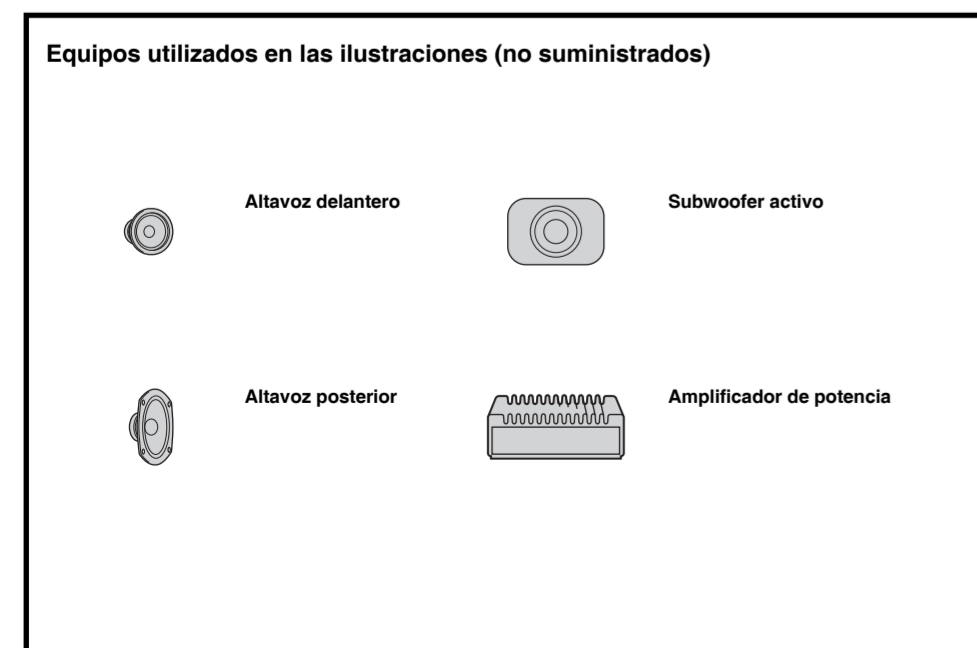 Equipos utilizados en las ilustraciones (no suministrados)
Altavoz delantero
Subwoofer activo
Altavoz posterior
Amplificador de potencia